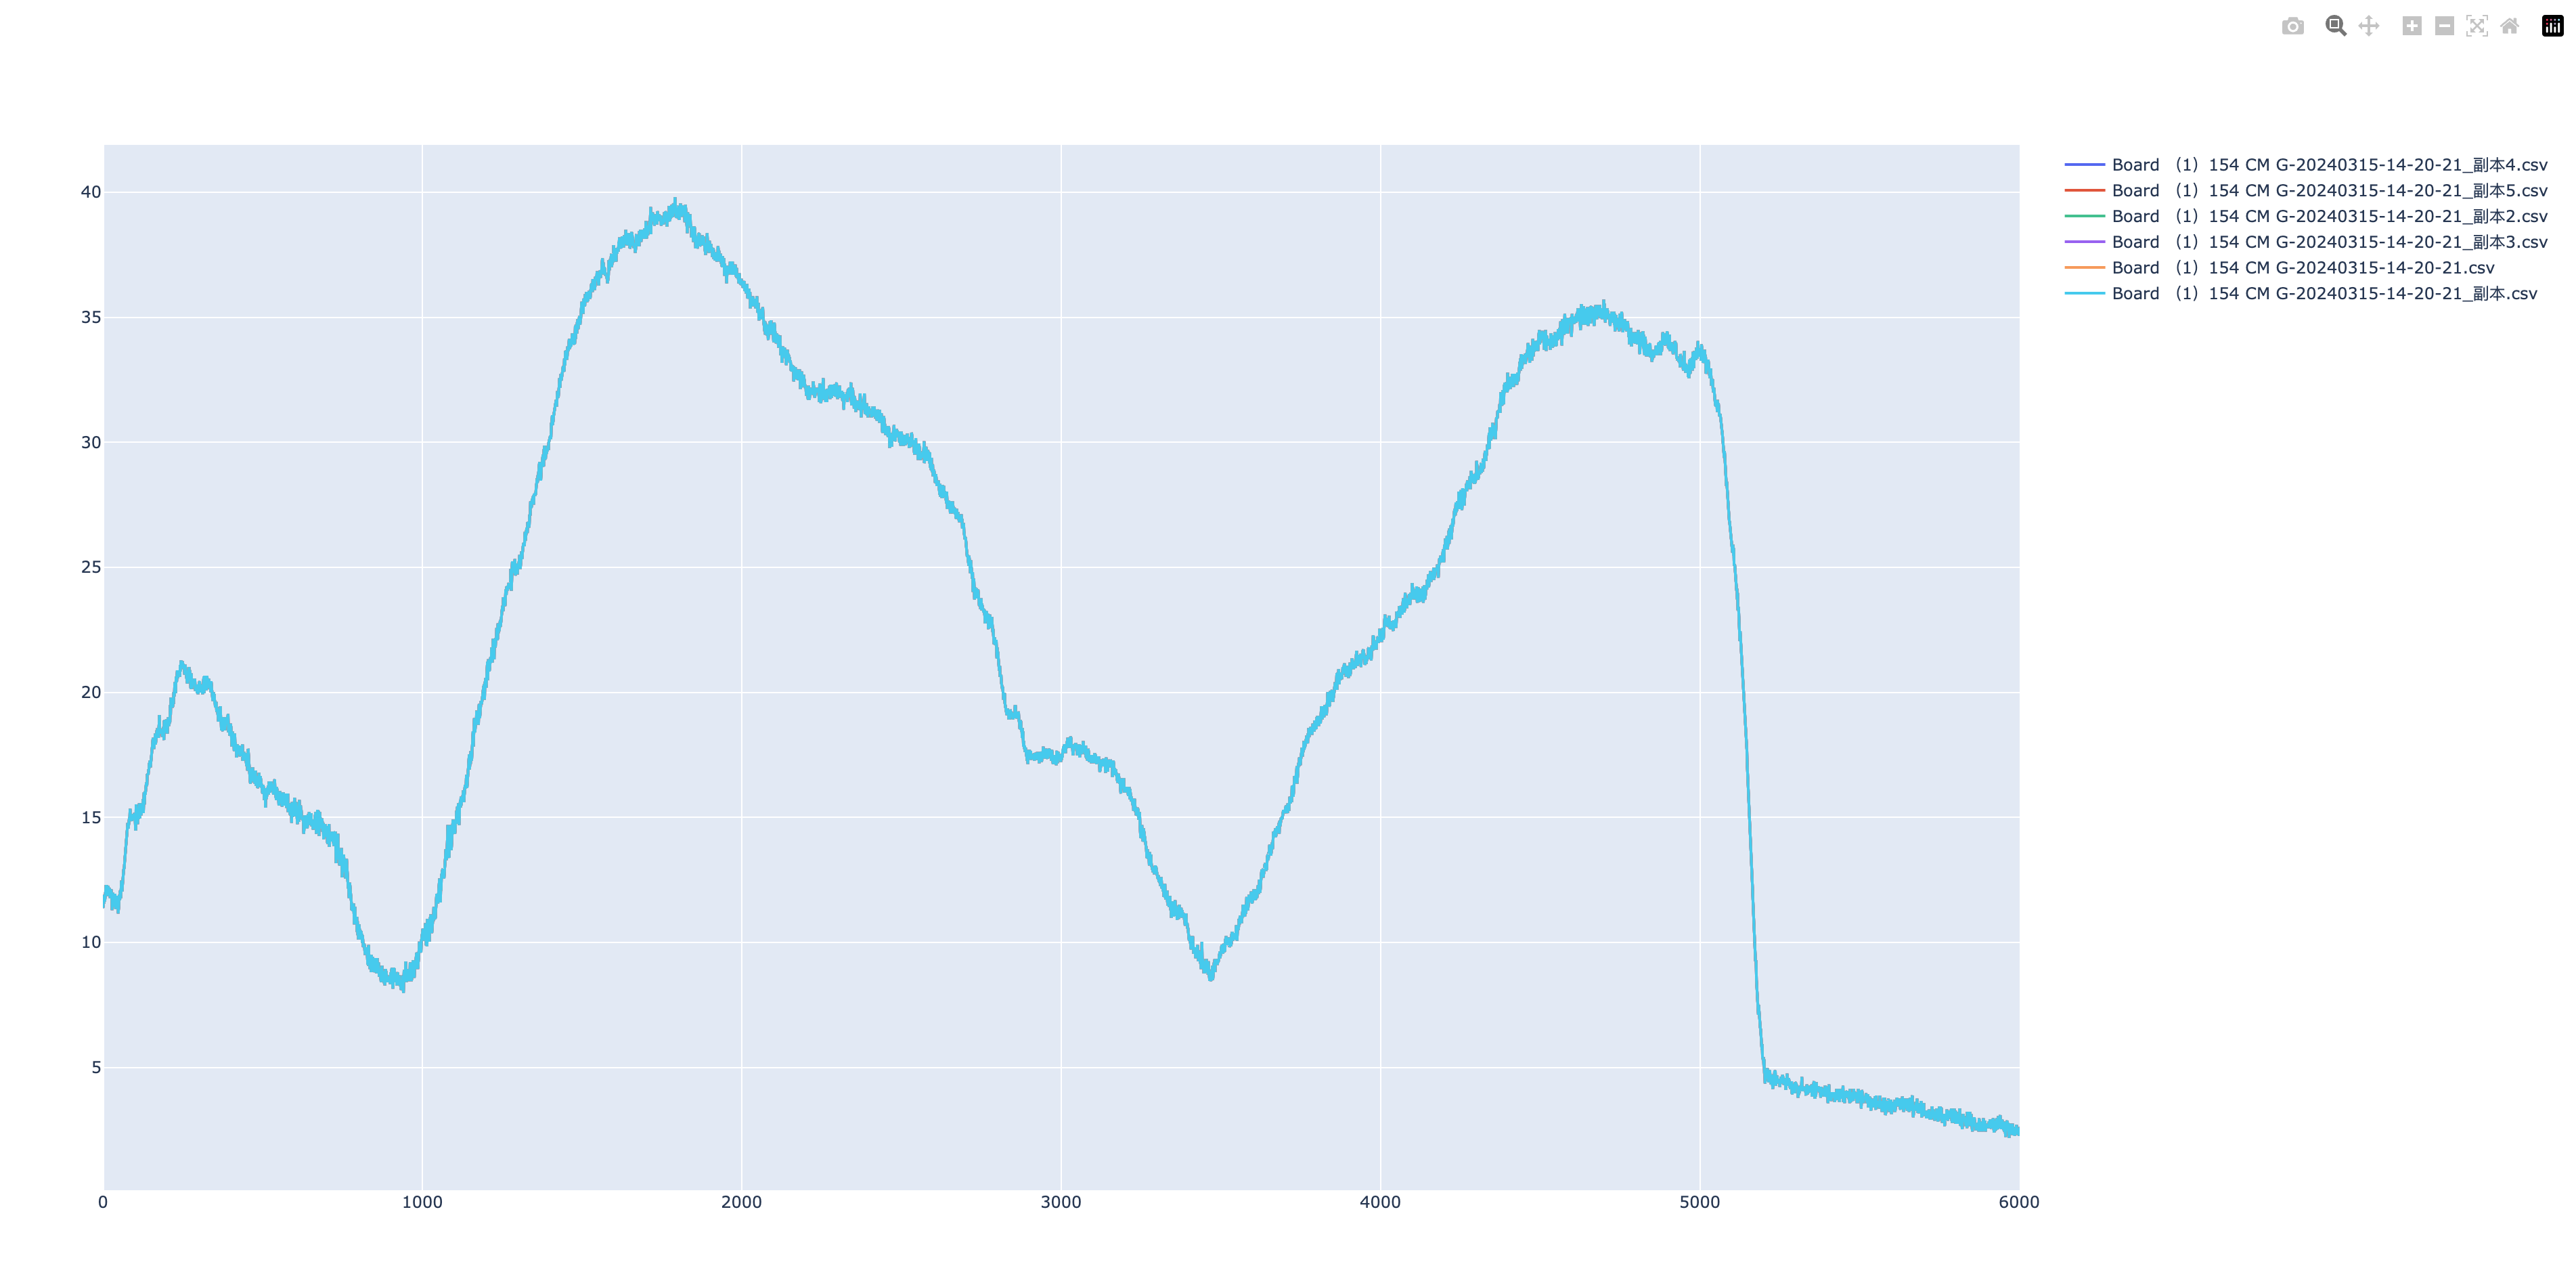 Board （1）154 CM G-20240315-14-20-21_副本4.csv
Board （1）154 CM G-20240315-14-20-21_副本5.csv
Board （1）154 CM G-20240315-14-20-21_副本2.csv
Board （1）154 CM G-20240315-14-20-21_副本3.csv
Board （1）154 CM G-20240315-14-20-21.csv
Board （1）154 CM G-20240315-14-20-21_副本.csv
40
35
30
25
20
15
10
5
0 1000 2000 3000 4000 5000 6000